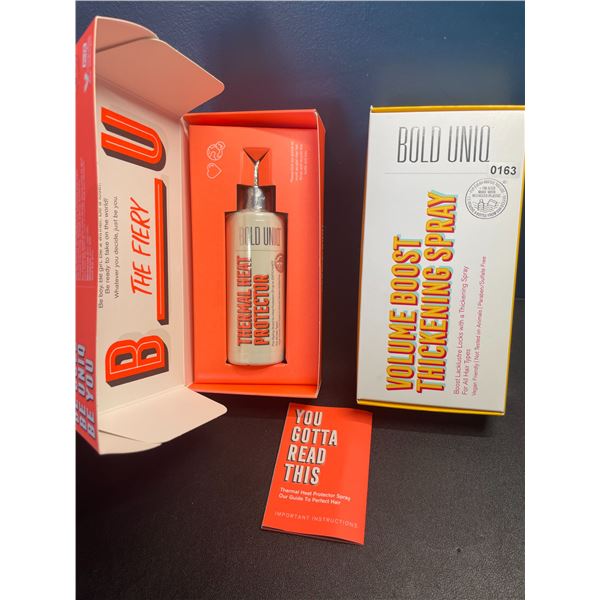 Be boy. Be girl.
Be ready to take on the world!
Whatever you decide, just be you.
THE FIERY
B_U
BE UNIQ
BE YOU
BOLD UNIQ
THERMAL HEAT
PROTECTOR
BOLD UNIQ
0163
VOLUME BOOST
THICKENING SPRAY
Boost Lacklustre Locks with a Thickening Spray
For All Hair Types
Vegan Friendly | Not Tested on Animals | Paraben/Sulfate Free
YOU
GOTTA
READ
THIS
Thermal Heat Protector Spray
Our Guide To Perfect Hair
IMPORTANT INSTRUCTIONS